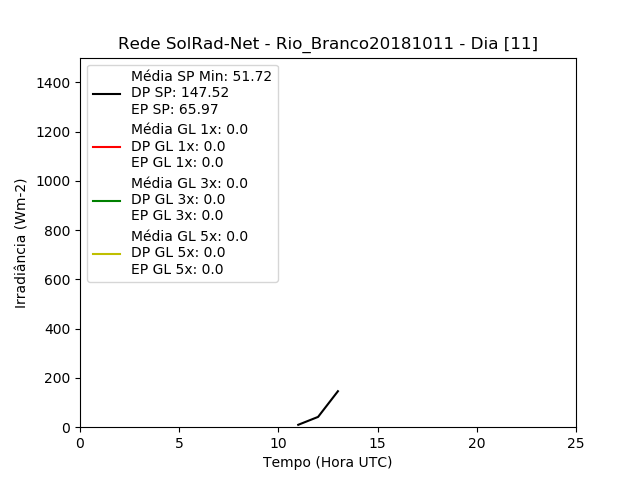 Rede SolRad-Net - Rio_Branco20181011 - Dia [11]
Média SP Min: 51.72
DP SP: 147.52
EP SP: 65.97
Média GL 1x: 0.0
DP GL 1x: 0.0
EP GL 1x: 0.0
Média GL 3x: 0.0
DP GL 3x: 0.0
EP GL 3x: 0.0
Média GL 5x: 0.0
DP GL 5x: 0.0
EP GL 5x: 0.0
1400
1200
1000
800
600
400
200
0
Irradiância (Wm-2)
0 5 10 15 20 25
Tempo (Hora UTC)